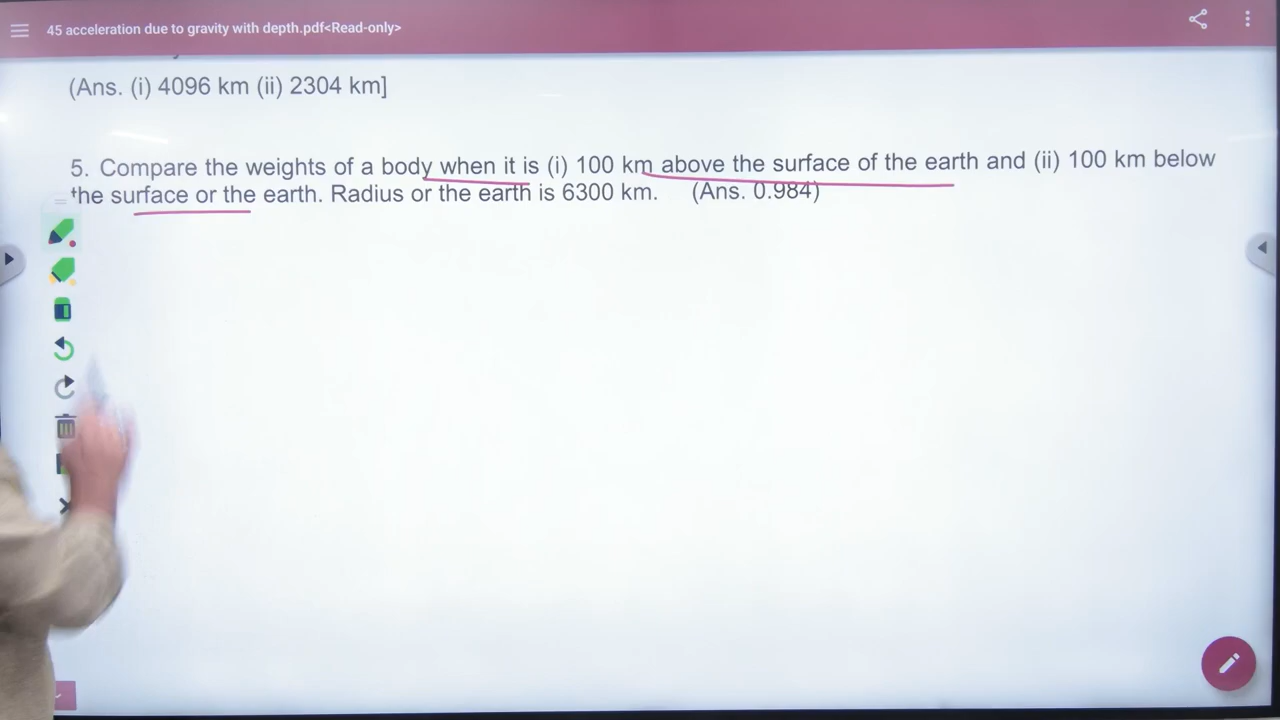 45 acceleration due to gravity with depth.pdf<Read-only>
(Ans. (i) 4096 km (ii) 2304 km]
5. Compare the weights of a body when it is (i) 100 km above the surface of the earth and (ii) 100 km below
the surface or the earth. Radius or the earth is 6300 km. (Ans. 0.984)